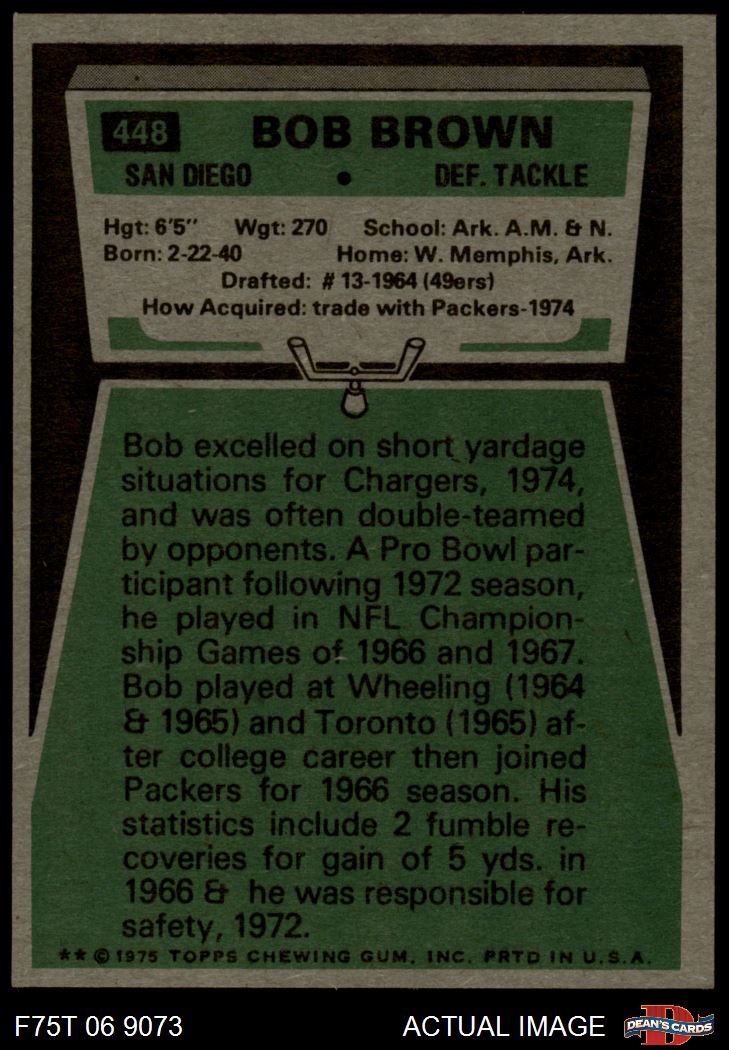 448 BOB BROWN
SAN DIEGO • DEF. TACKLE
Hgt: 6'5" Wgt: 270 School: Ark. A.M. & N.
Born: 2-22-40 Home: W. Memphis, Ark.
Drafted: # 13-1964 (49ers)
How Acquired: trade with Packers-1974
Bob excelled on short yardage
situations for Chargers, 1974,
and was often double-teamed
by opponents. A Pro Bowl par-
ticipant following 1972 season,
he played in NFL Champion-
ship Games of 1966 and 1967.
Bob played at Wheeling (1964
& 1965) and Toronto (1965) af-
ter college career then joined
Packers for 1966 season. His
statistics include 2 fumble re-
coveries for gain of 5 yds. in
1966 & he was responsible for
safety, 1972.
** © 1975 TOPPS CHEWING GUM, INC. PRTD IN U.S.A.
F75T 06 9073 ACTUAL IMAGE D DEAN'S CARDS